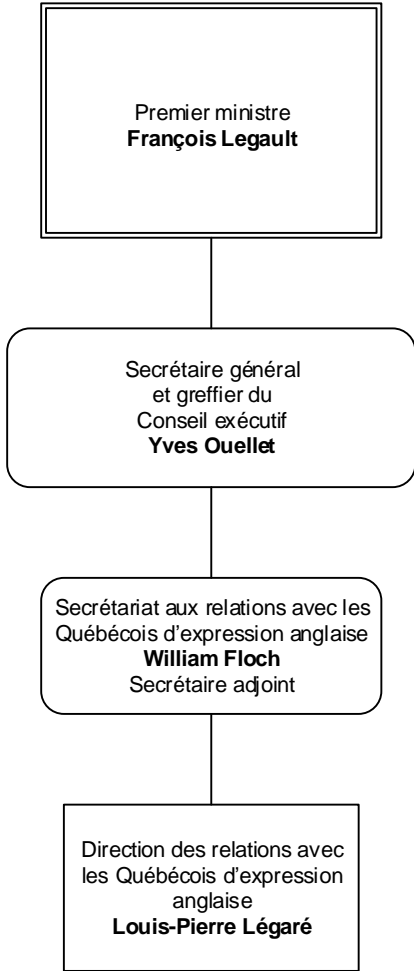 Premier ministre
François Legault
Secrétaire général
et greffier du
Conseil exécutif
Yves Ouellet
Secrétariat aux relations avec les
Québécois d'expression anglaise
William Floch
Secrétaire adjoint
Direction des relations avec
les Québécois d'expression
anglaise
Louis-Pierre Légaré